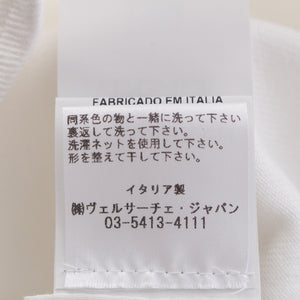 FABRICADO EM ITALIA
同系色の物と一緒に洗って下さい。
裏返して洗って下さい。
洗濯ネットを使用して下さい。
形を整えて干して下さい。
イタリア製
㈱ヴェルサーチェ・ジャパン
03-5413-4111